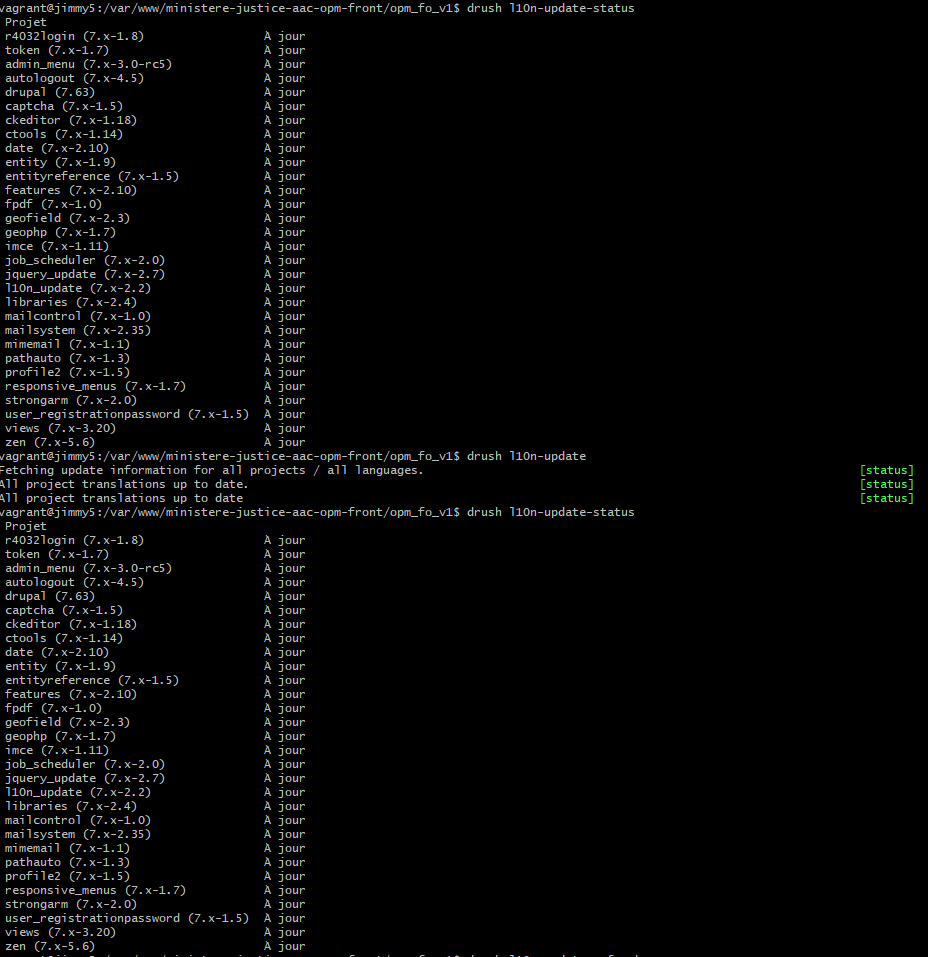 vagrant@jimmy5:/var/www/ministere-justice-aac-opm-front/opm_fo_v1$ drush l10n-update-status
Projet
r4032login (7.x-1.8) A jour
token (7.x-1.7) A jour
admin_menu (7.x-3.0-rc5) A jour
autologout (7.x-4.5) A jour
drupal (7.63) A jour
captcha (7.x-1.5) A jour
ckeditor (7.x-1.18) A jour
ctools (7.x-1.14) A jour
date (7.x-2.10) A jour
entity (7.x-1.9) A jour
entityreference (7.x-1.5) A jour
features (7.x-2.10) A jour
fpdf (7.x-1.0) A jour
geofield (7.x-2.3) A jour
geophp (7.x-1.7) A jour
imce (7.x-1.11) A jour
job_scheduler (7.x-2.0) A jour
jquery_update (7.x-2.7) A jour
l10n_update (7.x-2.2) A jour
libraries (7.x-2.4) A jour
mailcontrol (7.x-1.0) A jour
mailsystem (7.x-2.35) A jour
mimemail (7.x-1.1) A jour
pathauto (7.x-1.3) A jour
profile2 (7.x-1.5) A jour
responsive_menus (7.x-1.7) A jour
strongarm (7.x-2.0) A jour
user_registrationpassword (7.x-1.5) A jour
views (7.x-3.20) A jour
zen (7.x-5.6) A jour
vagrant@jimmy5:/var/www/ministere-justice-aac-opm-front/opm_fo_v1$ drush l10n-update
Fetching update information for all projects / all languages. [status]
All project translations up to date. [status]
All project translations up to date [status]
vagrant@jimmy5:/var/www/ministere-justice-aac-opm-front/opm_fo_v1$ drush l10n-update-status
Projet
r4032login (7.x-1.8) A jour
token (7.x-1.7) A jour
admin_menu (7.x-3.0-rc5) A jour
autologout (7.x-4.5) A jour
drupal (7.63) A jour
captcha (7.x-1.5) A jour
ckeditor (7.x-1.18) A jour
ctools (7.x-1.14) A jour
date (7.x-2.10) A jour
entity (7.x-1.9) A jour
entityreference (7.x-1.5) A jour
features (7.x-2.10) A jour
fpdf (7.x-1.0) A jour
geofield (7.x-2.3) A jour
geophp (7.x-1.7) A jour
imce (7.x-1.11) A jour
job_scheduler (7.x-2.0) A jour
jquery_update (7.x-2.7) A jour
l10n_update (7.x-2.2) A jour
libraries (7.x-2.4) A jour
mailcontrol (7.x-1.0) A jour
mailsystem (7.x-2.35) A jour
mimemail (7.x-1.1) A jour
pathauto (7.x-1.3) A jour
profile2 (7.x-1.5) A jour
responsive_menus (7.x-1.7) A jour
strongarm (7.x-2.0) A jour
user_registrationpassword (7.x-1.5) A jour
views (7.x-3.20) A jour
zen (7.x-5.6) A jour